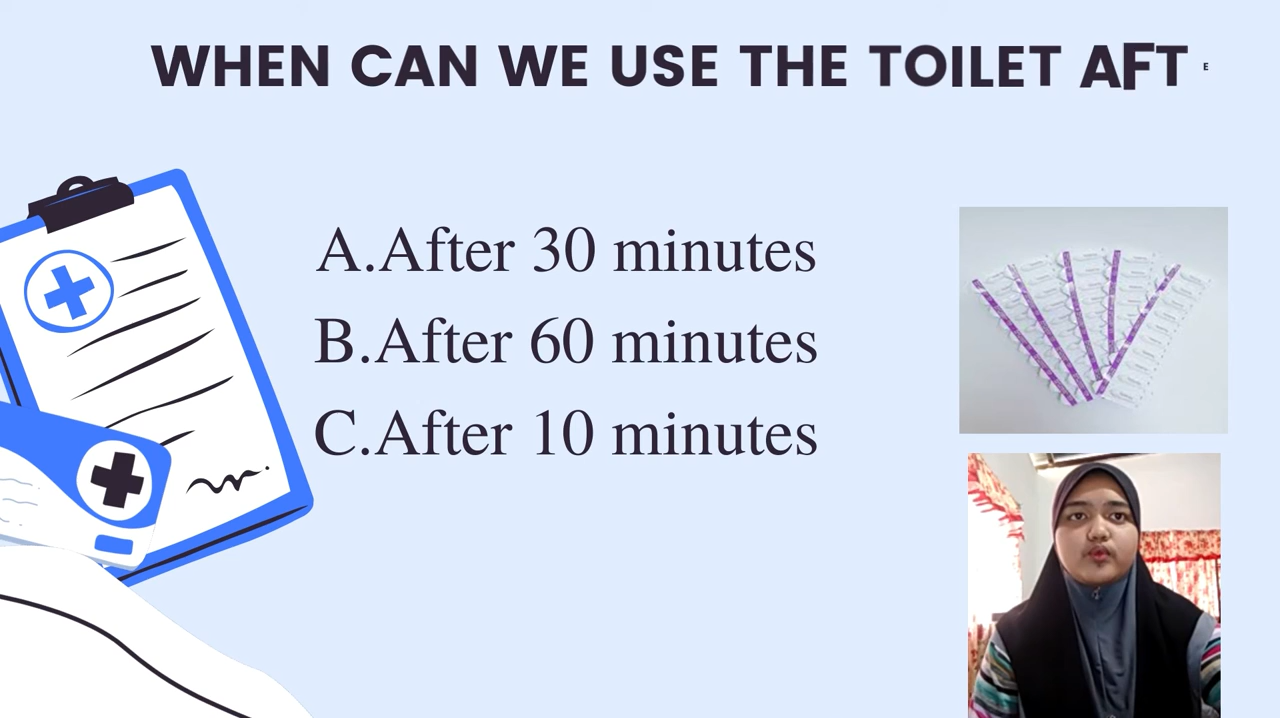 WHEN CAN WE USE THE TOILET AFT E
A.After 30 minutes
B.After 60 minutes
C.After 10 minutes